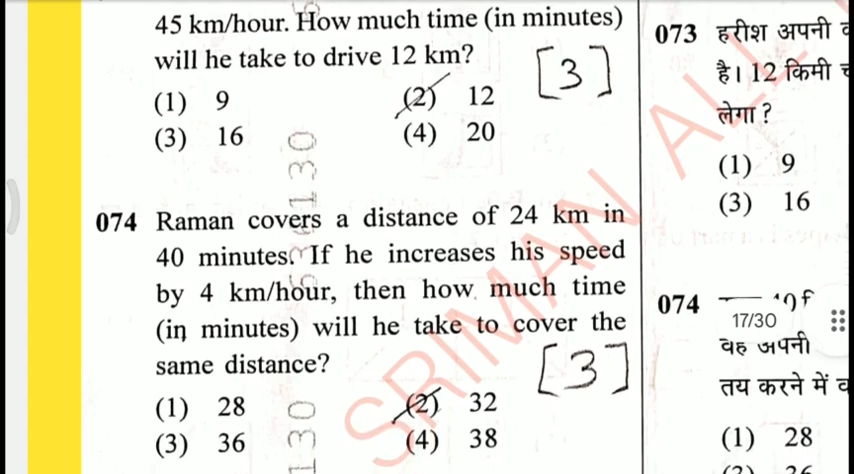 45 km/hour. How much time (in minutes)
will he take to drive 12 km?
[3]
(1) 9
(2) 12
(3) 16
(4) 20
074 Raman covers a distance of 24 km in
40 minutes. If he increases his speed
by 4 km/hour, then how much time
(in minutes) will he take to cover the
same distance?
[3]
(1) 28
(2) 32
(3) 36
(4) 38
073 हरीश अपनी
है। 12 किमी
लेगा ?
(1) 9
(3) 16
074
17/30
वह अपनी
तय करने में
(1) 28
SRIMAN ALL
130
130